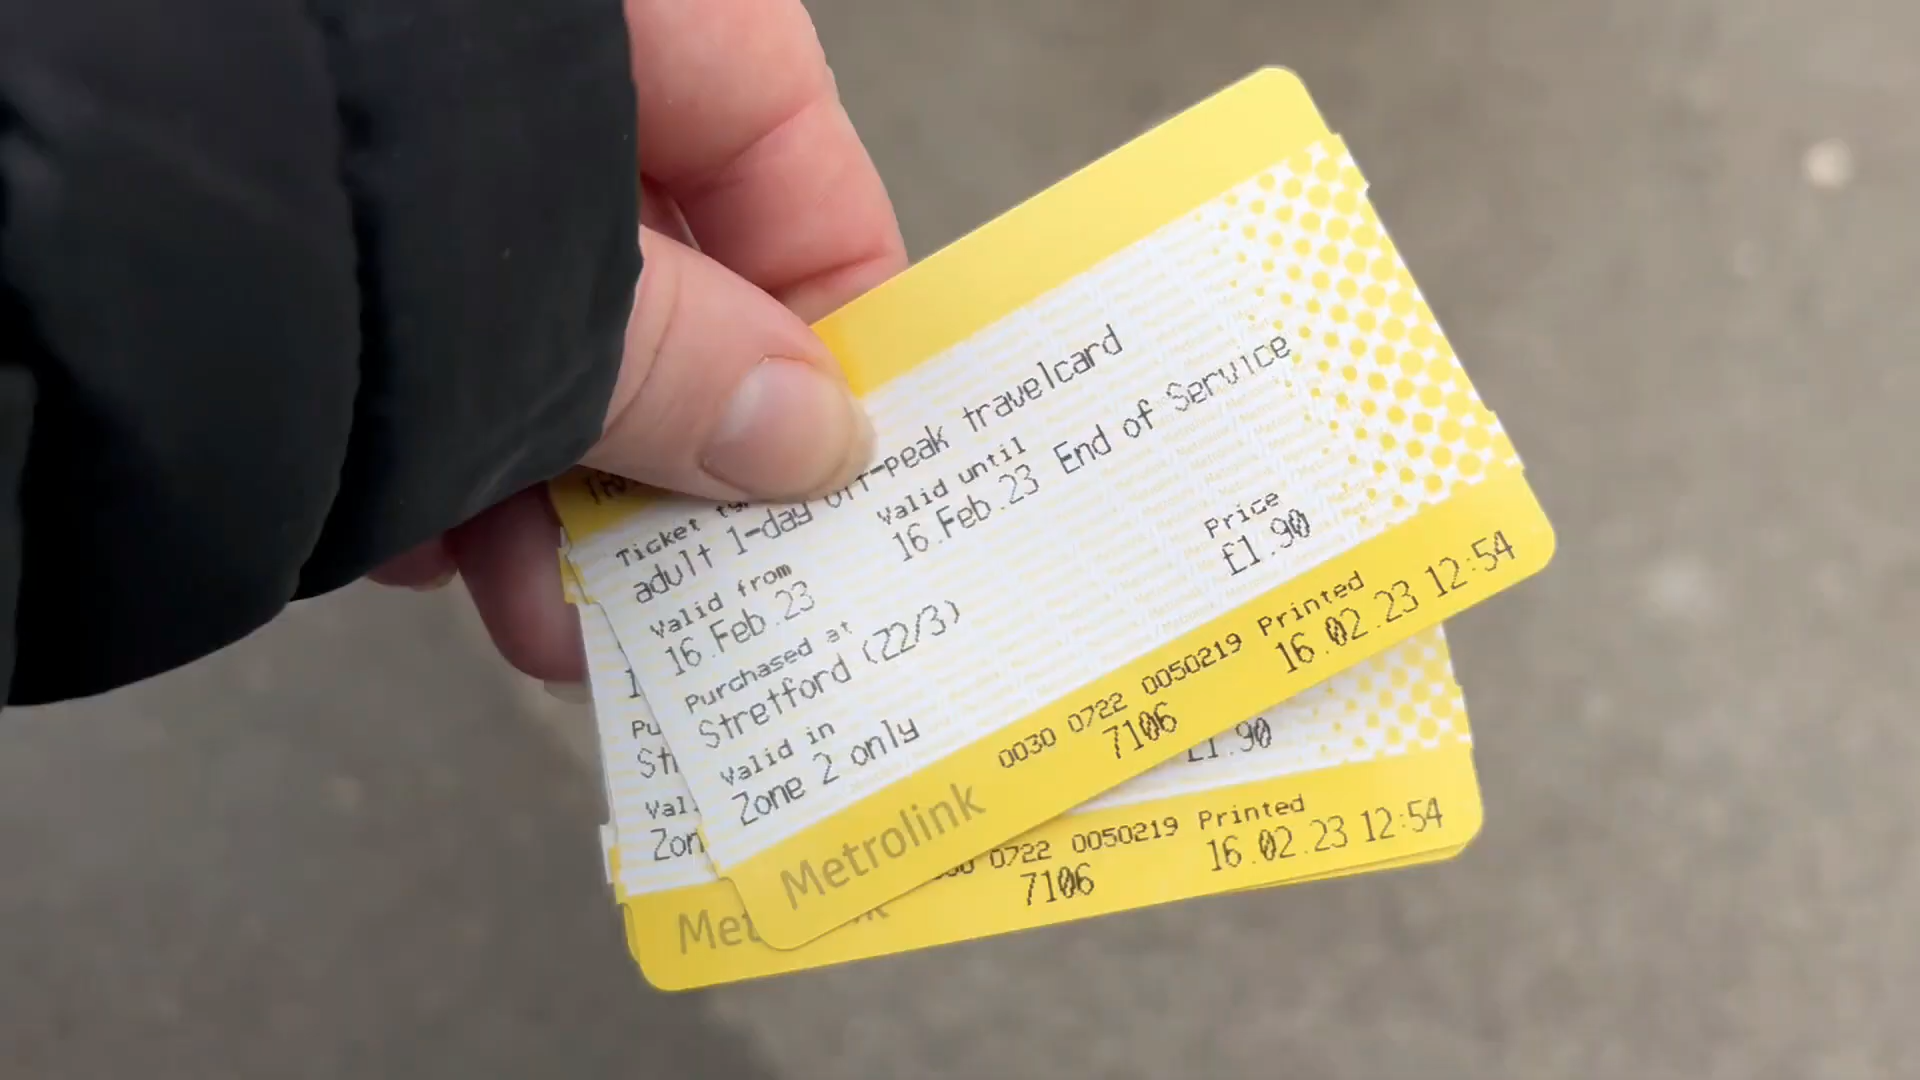 Ticket
adult 1-day off-peak travelcard
Valid from
Valid until
16.Feb.23
16.Feb.23 End of Service
Purchased at
Price
Stretford (22/3)
£1.90
Valid in
Zone 2 only
0030 0722 0050219 Printed
7106
16.02.23 12:54
Metrolink
£1.90
0722 0050219 Printed
7106
16.02.23 12:54